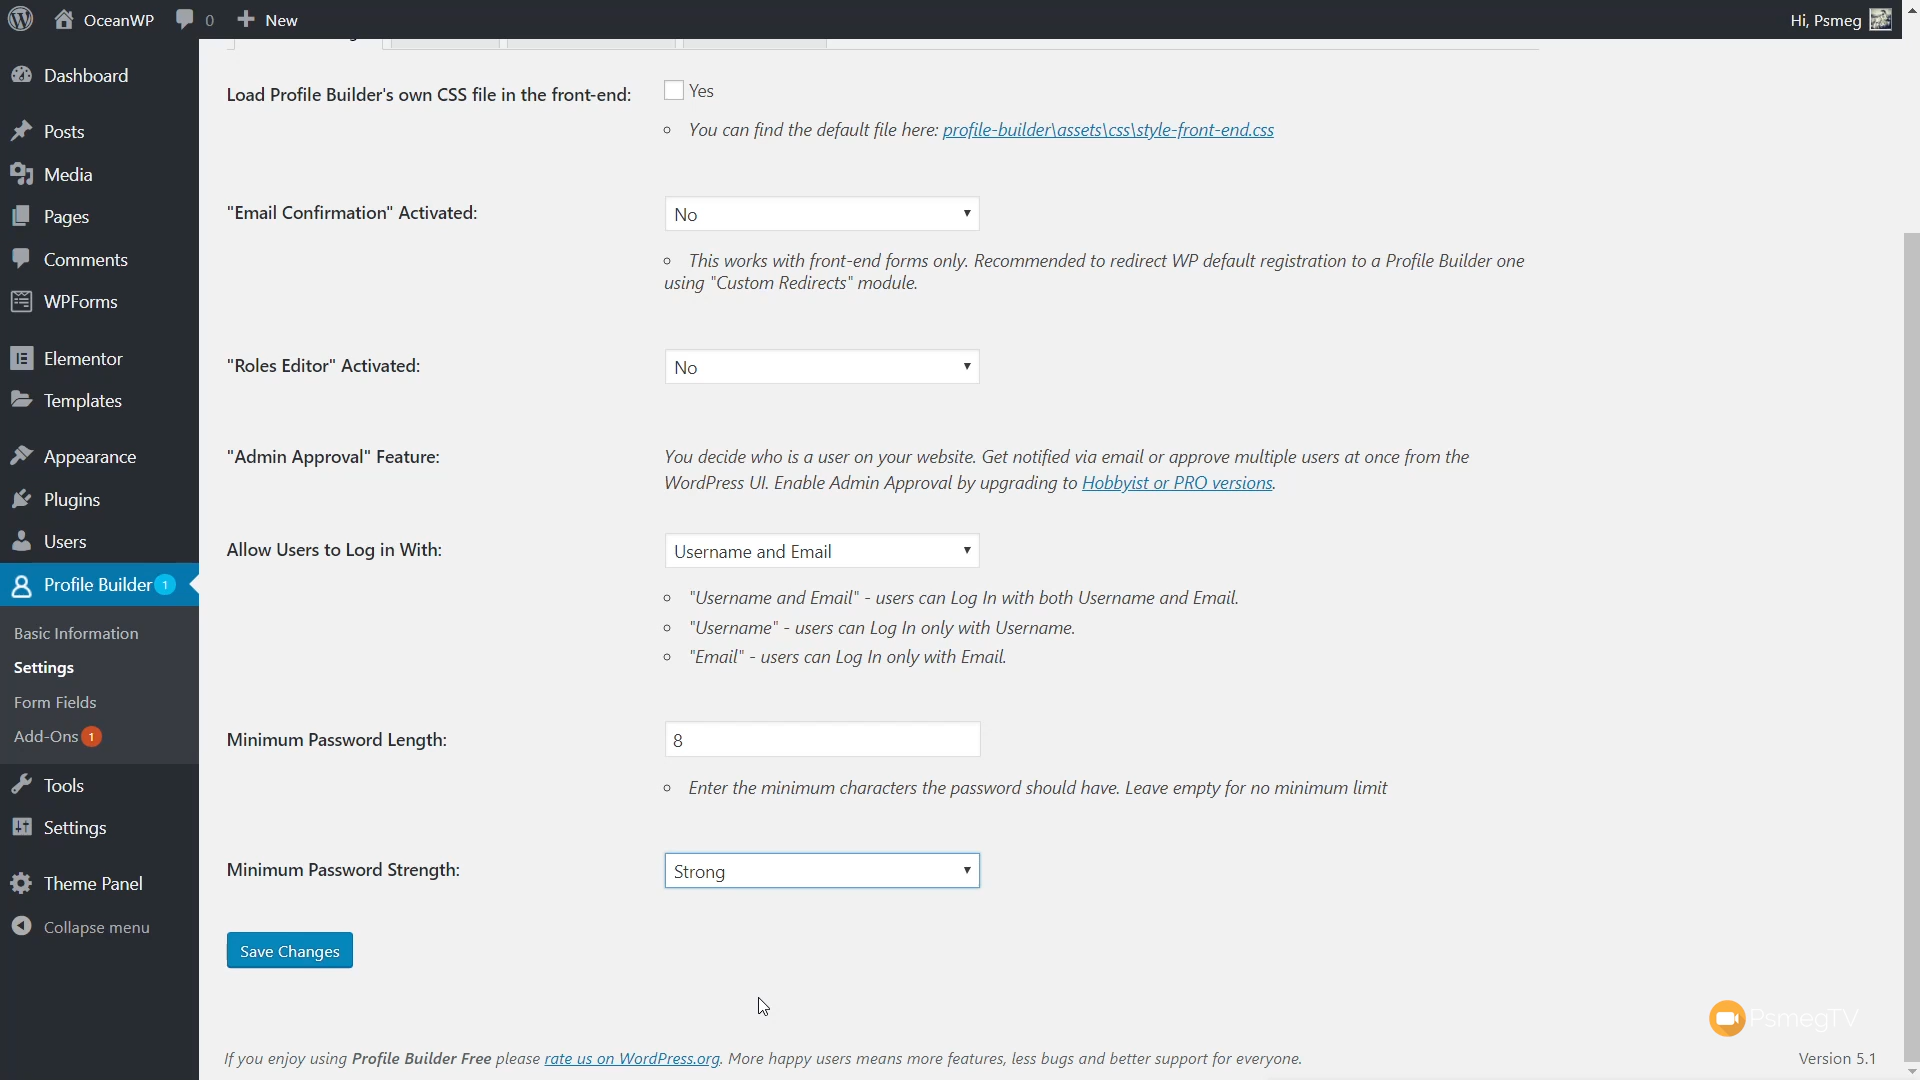 OceanWP 0 New Hi, Psmeg
Dashboard
Posts
Media
Pages
Comments
WPForms
Elementor
Templates
Appearance
Plugins
Users
Profile Builder 1
Basic Information
Settings
Form Fields
Add-Ons 1
Tools
Settings
Theme Panel
Collapse menu
Load Profile Builder's own CSS file in the front-end: Yes
You can find the default file here: profile-builder\assets\css\style-front-end.css
"Email Confirmation" Activated: No
This works with front-end forms only. Recommended to redirect WP default registration to a Profile Builder one
using "Custom Redirects" module.
"Roles Editor" Activated: No
"Admin Approval" Feature: You decide who is a user on your website. Get notified via email or approve multiple users at once from the
WordPress UI. Enable Admin Approval by upgrading to Hobbyist or PRO versions.
Allow Users to Log in With: Username and Email
"Username and Email" - users can Log In with both Username and Email.
"Username" - users can Log In only with Username.
"Email" - users can Log In only with Email.
Minimum Password Length: 8
Enter the minimum characters the password should have. Leave empty for no minimum limit
Minimum Password Strength: Strong
Save Changes
PsmegTV
If you enjoy using Profile Builder Free please rate us on WordPress.org. More happy users means more features, less bugs and better support for everyone. Version 5.1